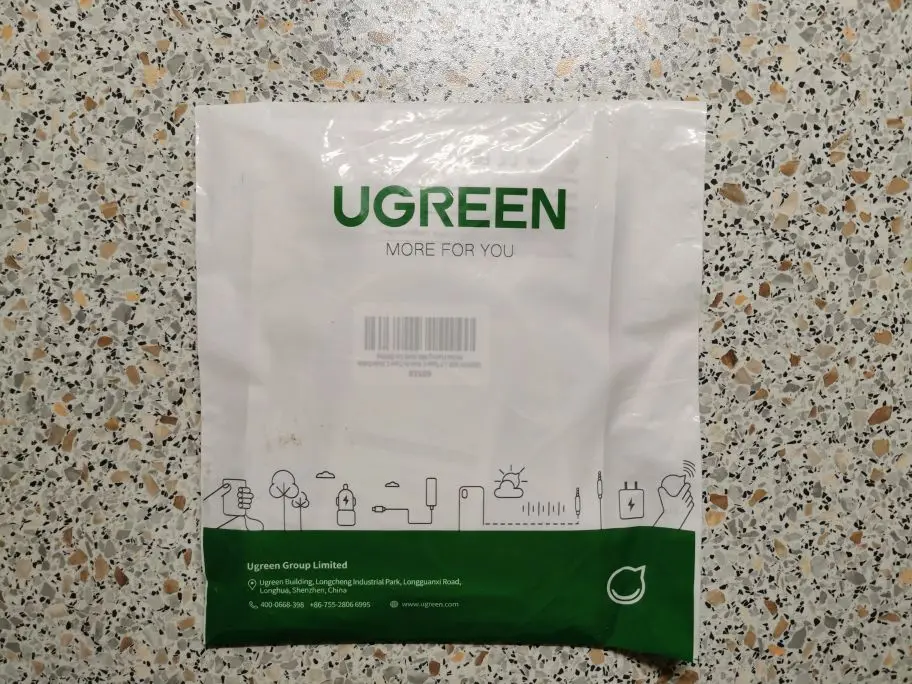 UGREEN
MORE FOR YOU
Ugreen Group Limited
Ugreen Building, Longcheng Industrial Park, Longguanxi Road,
Longhua, Shenzhen, China
400-0668-398 +86-755-2806 6995 www.ugreen.com